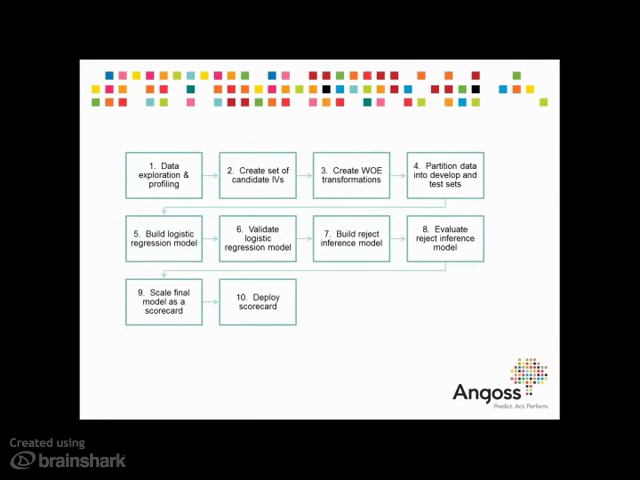 1. Data
exploration &
profiling
2. Create set of
candidate IVs
3. Create WOE
transformations
4. Partition data
into develop and
test sets
5. Build logistic
regression model
6. Validate
logistic
regression model
7. Build reject
inference model
8. Evaluate
reject inference
model
9. Scale final
model as a
scorecard
10. Deploy
scorecard
Angoss
Predict. Act. Perform.
Created using
brainshark